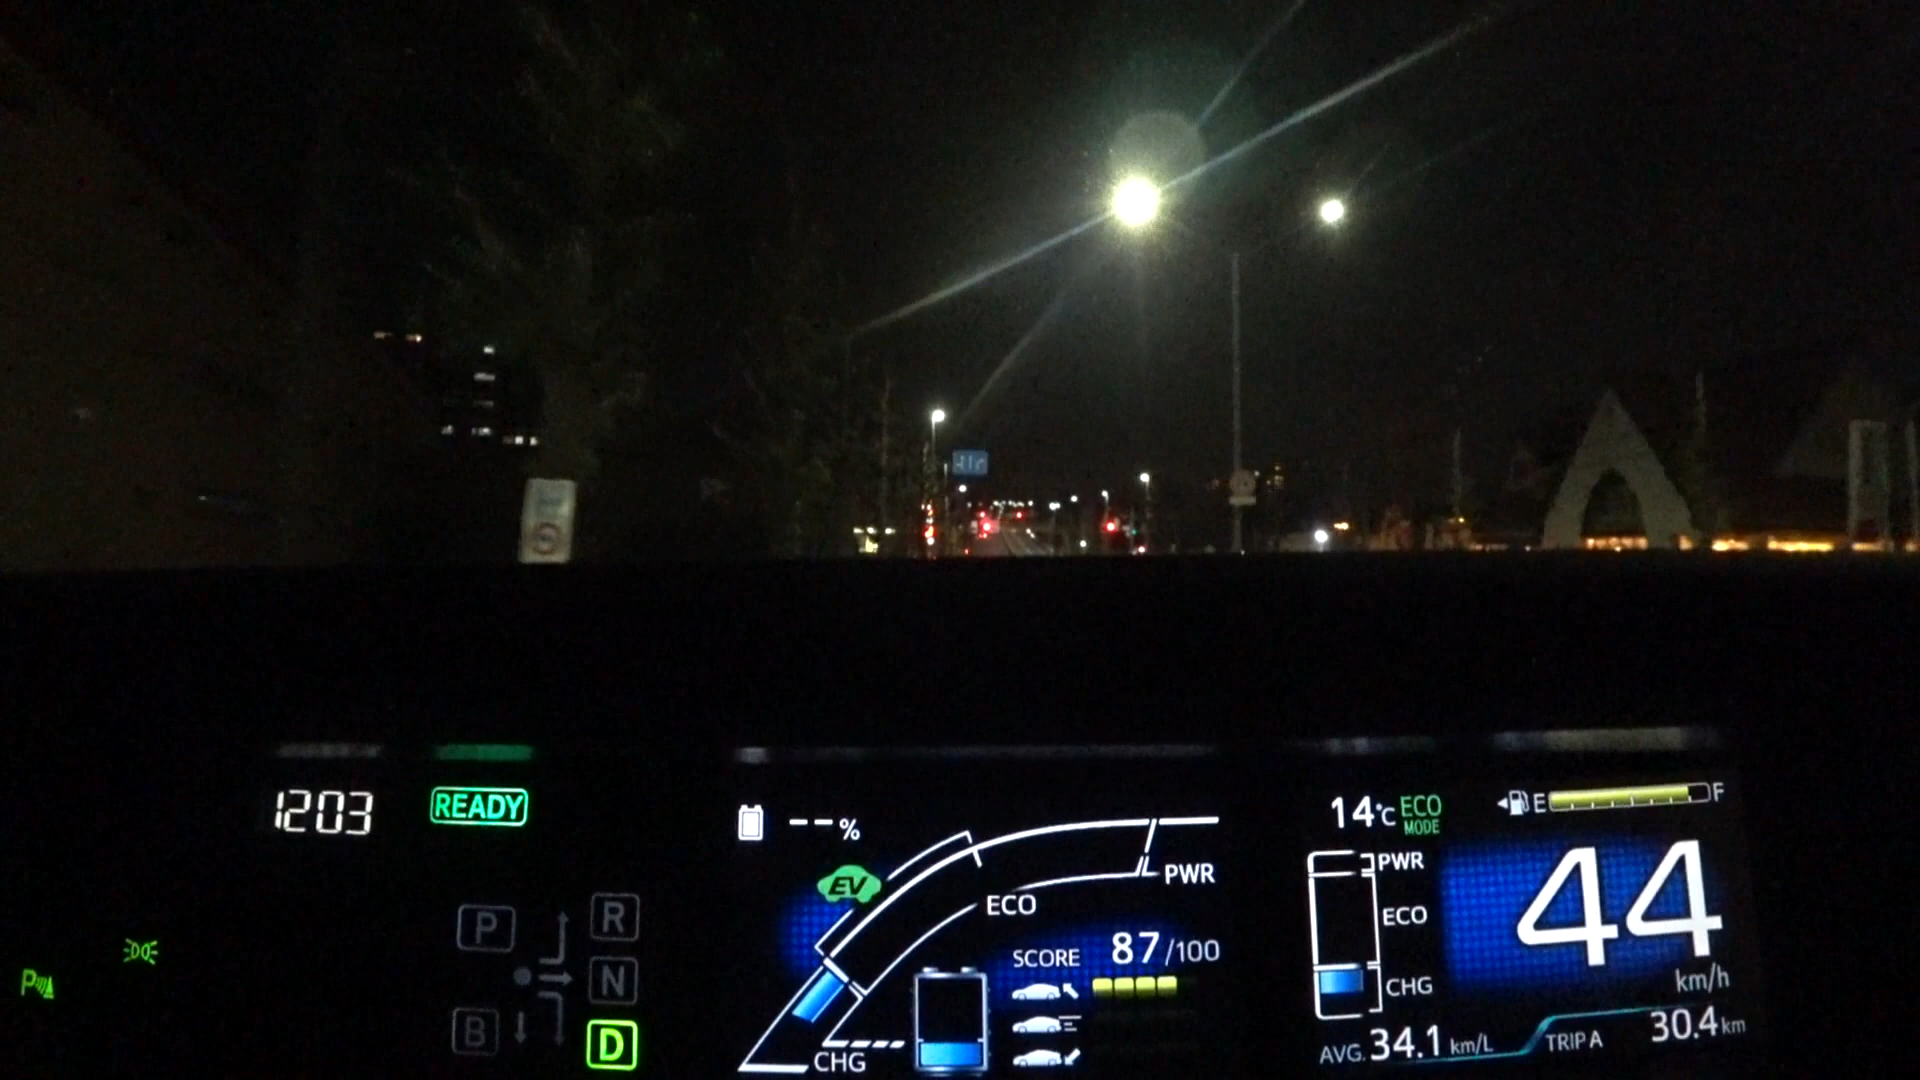 1203
READY
P
R
N
B
D
P
--%
EV
ECO
PWR
CHG
SCORE 87/100
14°C ECO MODE
E F
PWR
ECO
CHG
44
km/h
AVG. 34.1 km/L
TRIP A 30.4 km